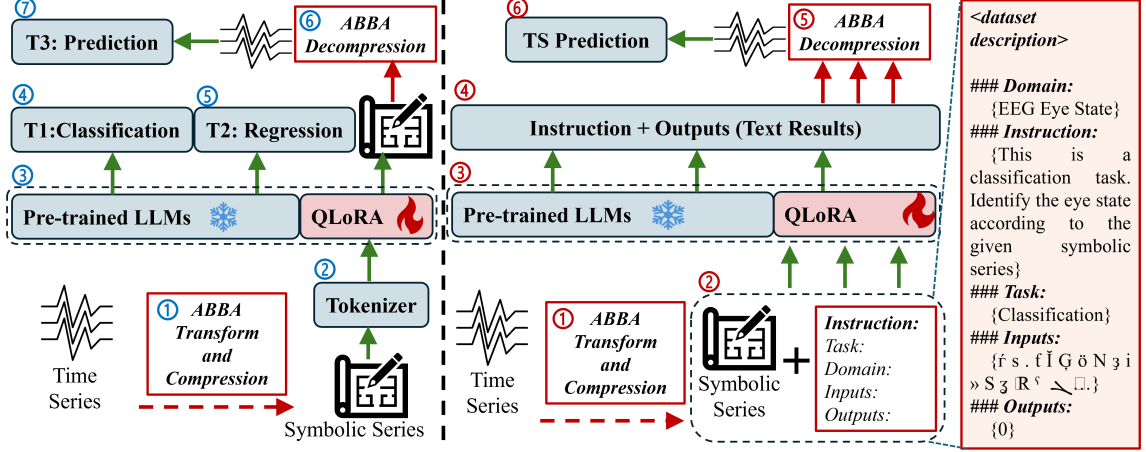 ⑦
T3: Prediction
⑥ ABBA
Decompression
④
T1:Classification
⑤
T2: Regression
③
Pre-trained LLMs
QLoRA
②
Tokenizer
① ABBA
Transform
and
Compression
Time
Series
Symbolic Series
⑥
TS Prediction
⑤ ABBA
Decompression
④
Instruction + Outputs (Text Results)
③
Pre-trained LLMs
QLoRA
②
① ABBA
Transform
and
Compression
Time
Series
Symbolic
Series
+
Instruction:
Task:
Domain:
Inputs:
Outputs:
<dataset
description>
### Domain:
{EEG Eye State}
### Instruction:
{This is a
classification task.
Identify the eye state
according to the
given symbolic
series}
### Task:
{Classification}
### Inputs:
{ŕ s . ƭ Ǐ Ģ ö N ʒ i
» S ʒ R
### Outputs:
{0}